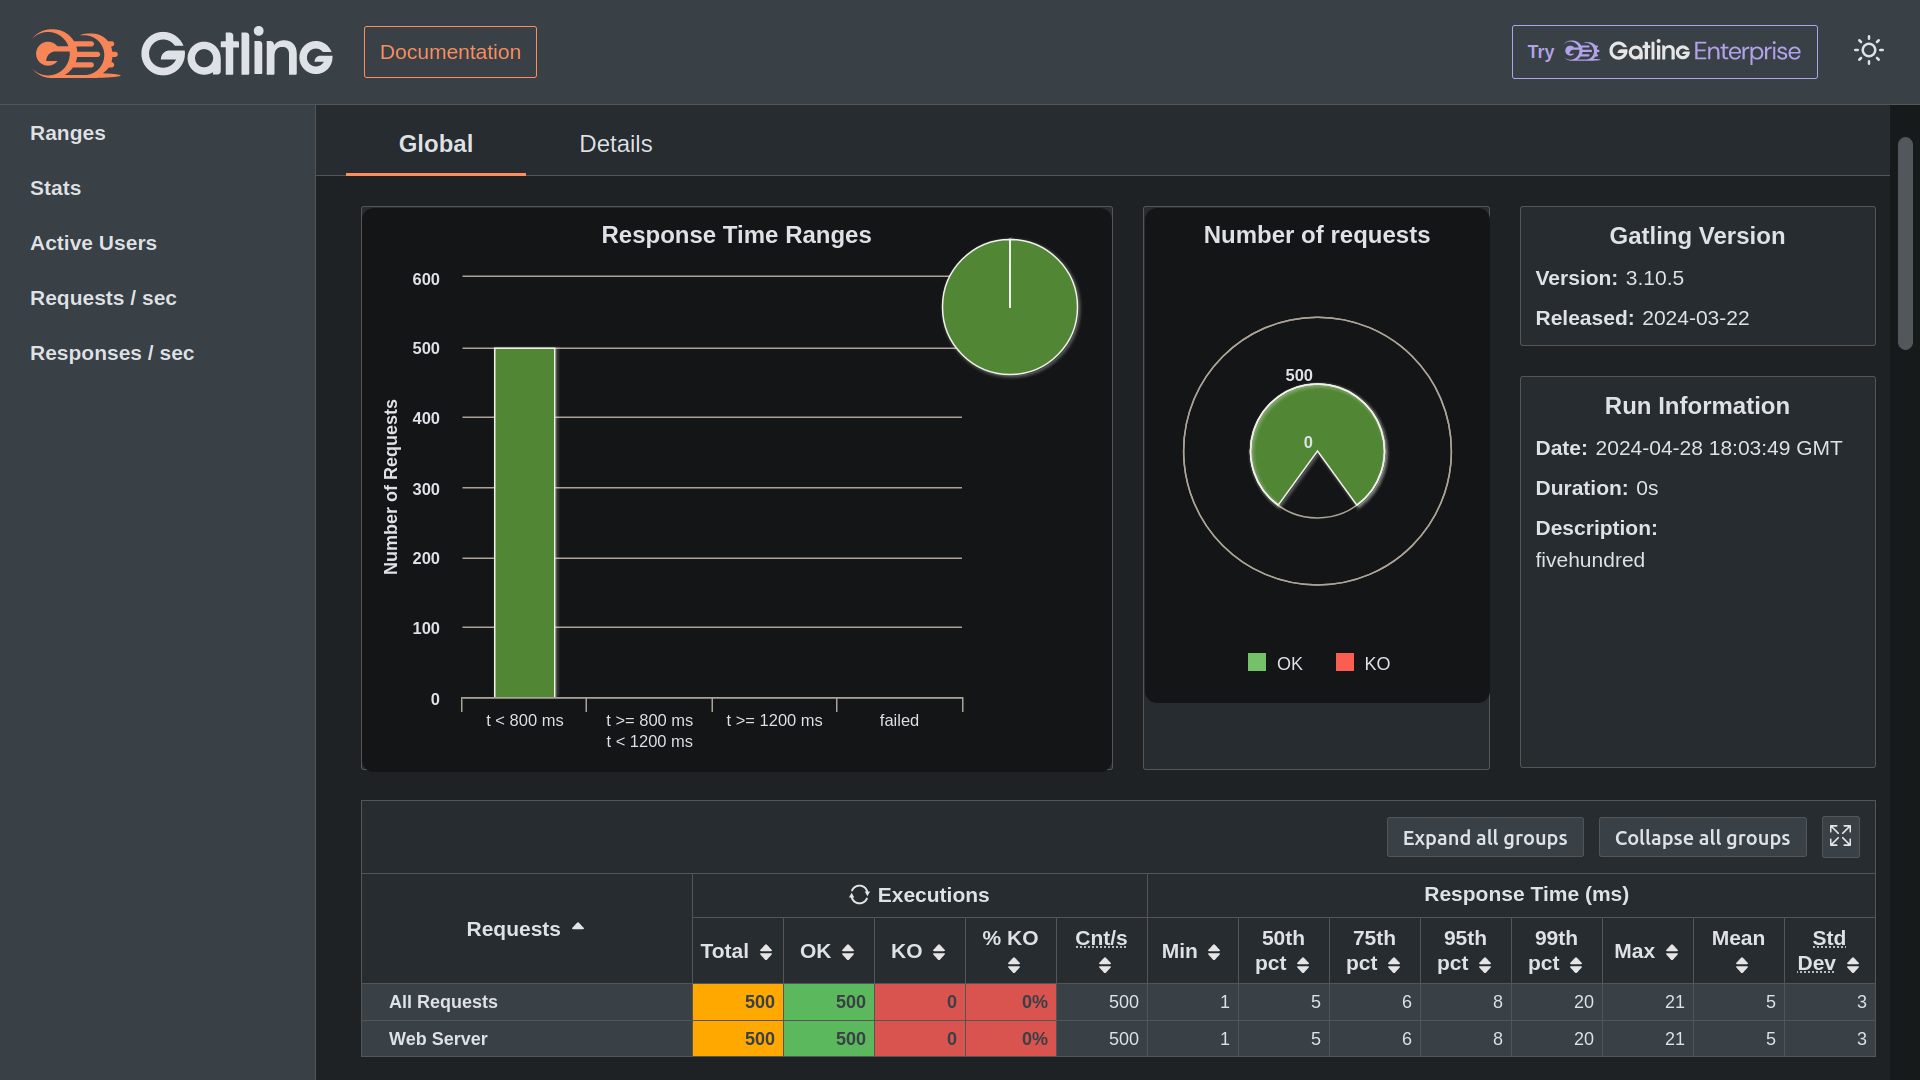 Gatling
Documentation
Try Gatling Enterprise
Ranges
Stats
Active Users
Requests / sec
Responses / sec
Global
Details
Response Time Ranges
600
500
400
300
200
100
0
Number of Requests
t < 800 ms
t >= 800 ms
t < 1200 ms
t >= 1200 ms
failed
Number of requests
500
0
OK
KO
Gatling Version
Version: 3.10.5
Released: 2024-03-22
Run Information
Date: 2024-04-28 18:03:49 GMT
Duration: 0s
Description:
fivehundred
Expand all groups
Collapse all groups
Requests
Executions
Response Time (ms)
Total
OK
KO
% KO
Cnt/s
Min
50th
pct
75th
pct
95th
pct
99th
pct
Max
Mean
Std
Dev
All Requests 500 500 0 0% 500 1 5 6 8 20 21 5 3
Web Server 500 500 0 0% 500 1 5 6 8 20 21 5 3